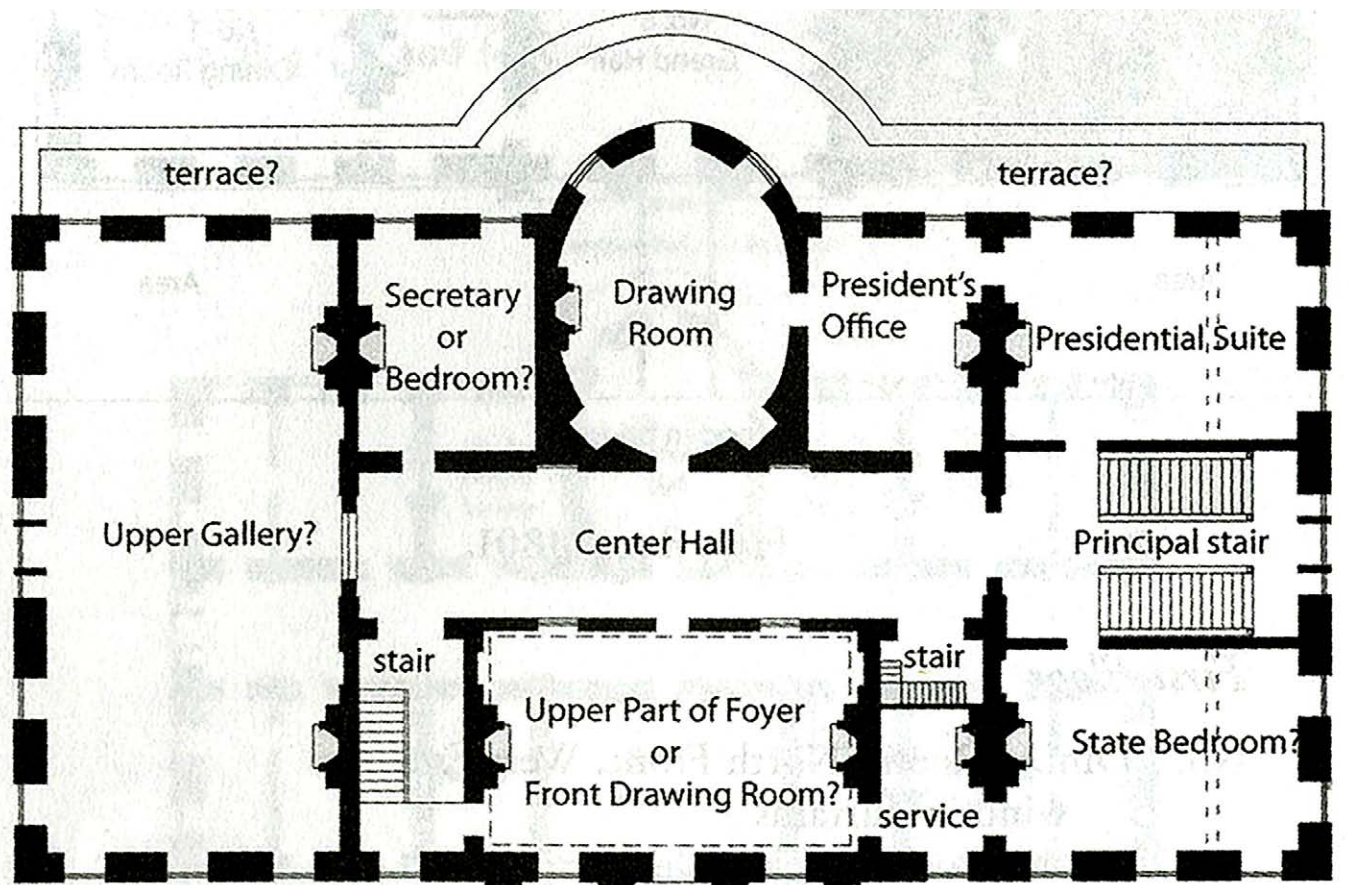 terrace?
terrace?
Secretary
or
Bedroom?
Drawing
Room
President's
Office
Presidential Suite
Upper Gallery?
Center Hall
Principal stair
stair
stair
Upper Part of Foyer
or
Front Drawing Room?
State Bedroom?
service